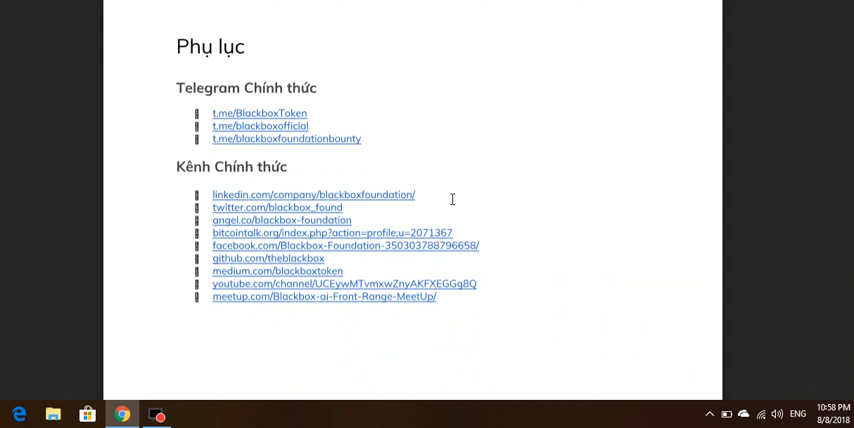 Phụ lục
Telegram Chính thức
t.me/BlackboxToken
t.me/blackboxofficial
t.me/blackboxfoundationbounty
Kênh Chính thức
linkedin.com/company/blackboxfoundation/
twitter.com/blackbox_found
angel.co/blackbox-foundation
bitcointalk.org/index.php?action=profile;u=2071367
facebook.com/Blackbox-Foundation-350303788796658/
github.com/theblackbox
medium.com/blackboxtoken
youtube.com/channel/UCEywMTvmxwZnyAKFXEGGg8Q
meetup.com/Blackbox-ai-Front-Range-MeetUp/
ENG
10:58 PM
8/8/2018